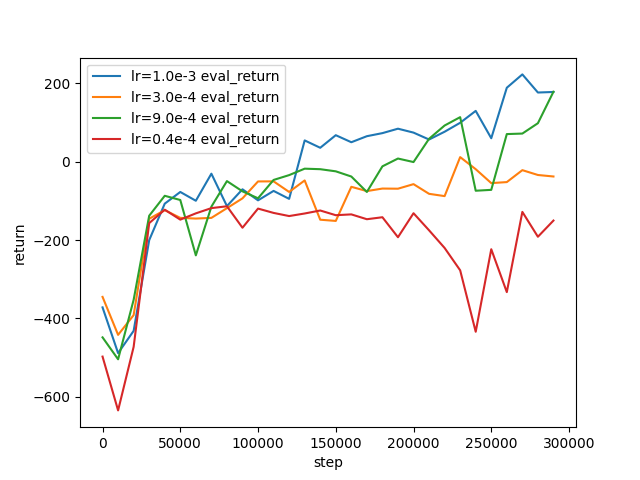 lr=1.0e-3 eval_return
lr=3.0e-4 eval_return
lr=9.0e-4 eval_return
lr=0.4e-4 eval_return
200
0
−200
−400
−600
return
0 50000 100000 150000 200000 250000 300000
step